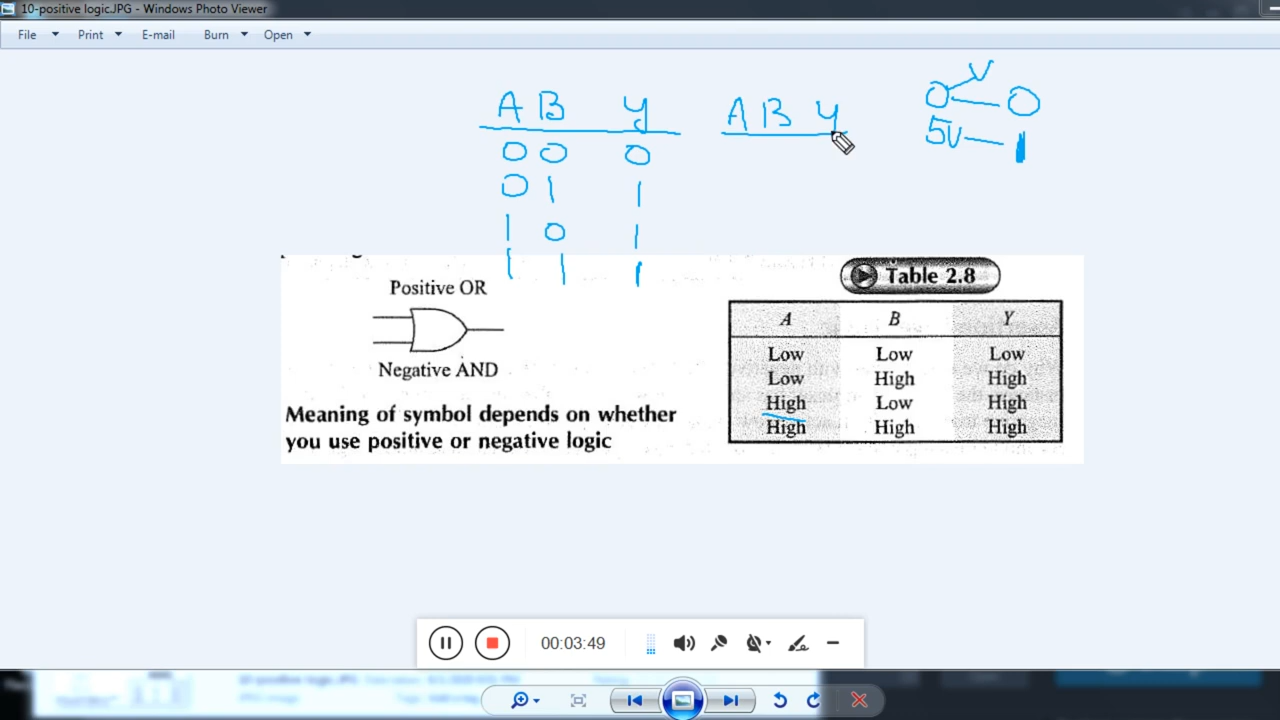 10-positive logic.JPG - Windows Photo Viewer
File Print E-mail Burn Open
A B Y A B Y
0 V 0
5V 1
0 0 0
0 1 1
1 0 1
1 1 1
Positive OR
Negative AND
Meaning of symbol depends on whether
you use positive or negative logic
Table 2.8
A B Y
Low Low Low
Low High High
High Low High
High High High
00:03:49